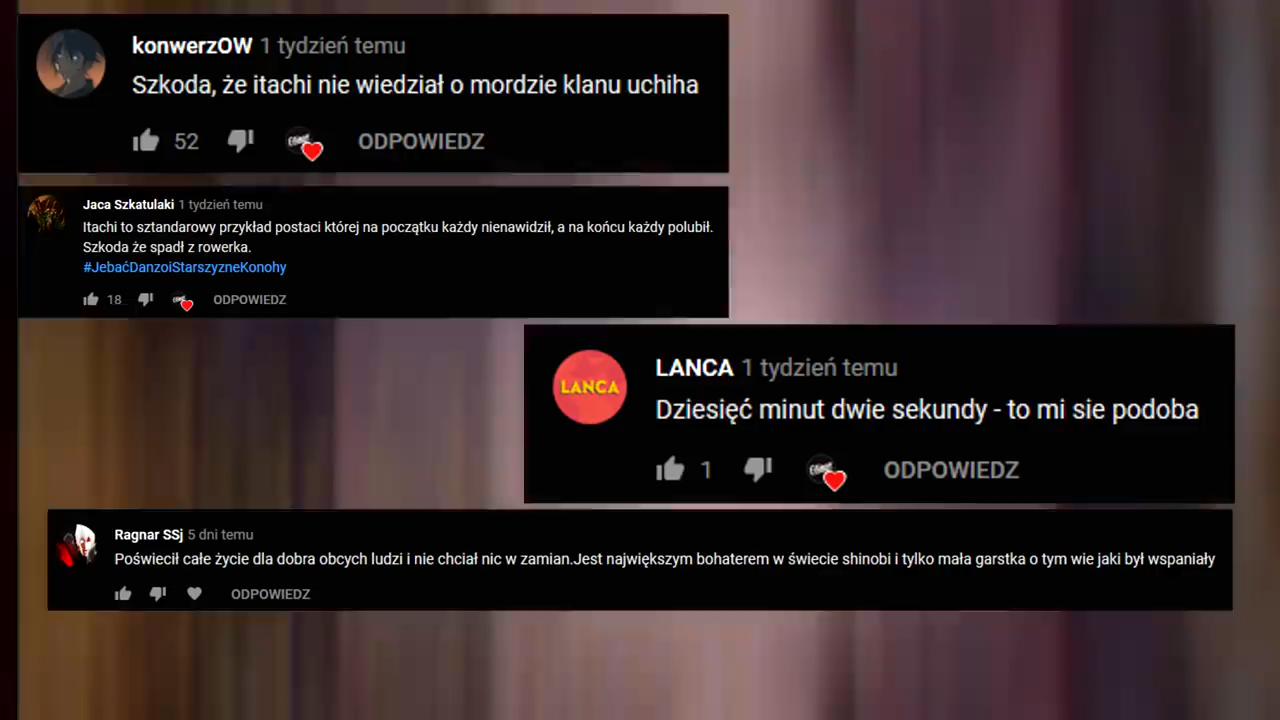 konwerzOW 1 tydzień temu
Szkoda, że itachi nie wiedział o mordzie klanu uchiha
52 ODPOWIEDZ
Jaca Szkatulaki 1 tydzień temu
Itachi to sztandarowy przykład postaci której na początku każdy nienawidził, a na końcu każdy polubił.
Szkoda że spadł z rowerka.
#JebaćDanzoiStarszyzneKonohy
18 ODPOWIEDZ
LANCA 1 tydzień temu
LANCA
Dziesięć minut dwie sekundy - to mi sie podoba
1 ODPOWIEDZ
Ragnar SSj 5 dni temu
Poświecił całe życie dla dobra obcych ludzi i nie chciał nic w zamian.Jest największym bohaterem w świecie shinobi i tylko mała garstka o tym wie jaki był wspaniały
ODPOWIEDZ